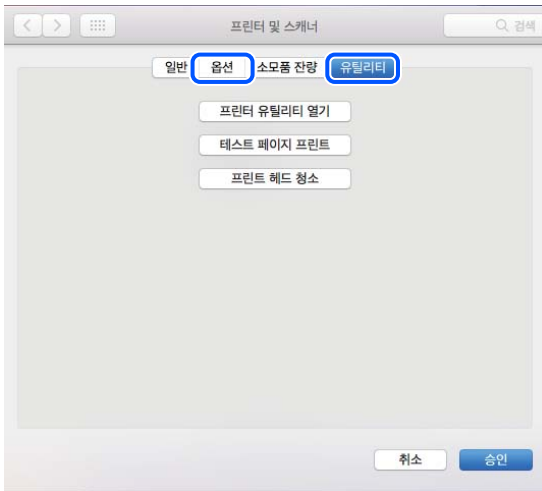 프린터 및 스캐너
검색
일반 옵션 소모품 잔량 유틸리티
프린터 유틸리티 열기
테스트 페이지 프린트
프린트 헤드 청소
취소 승인